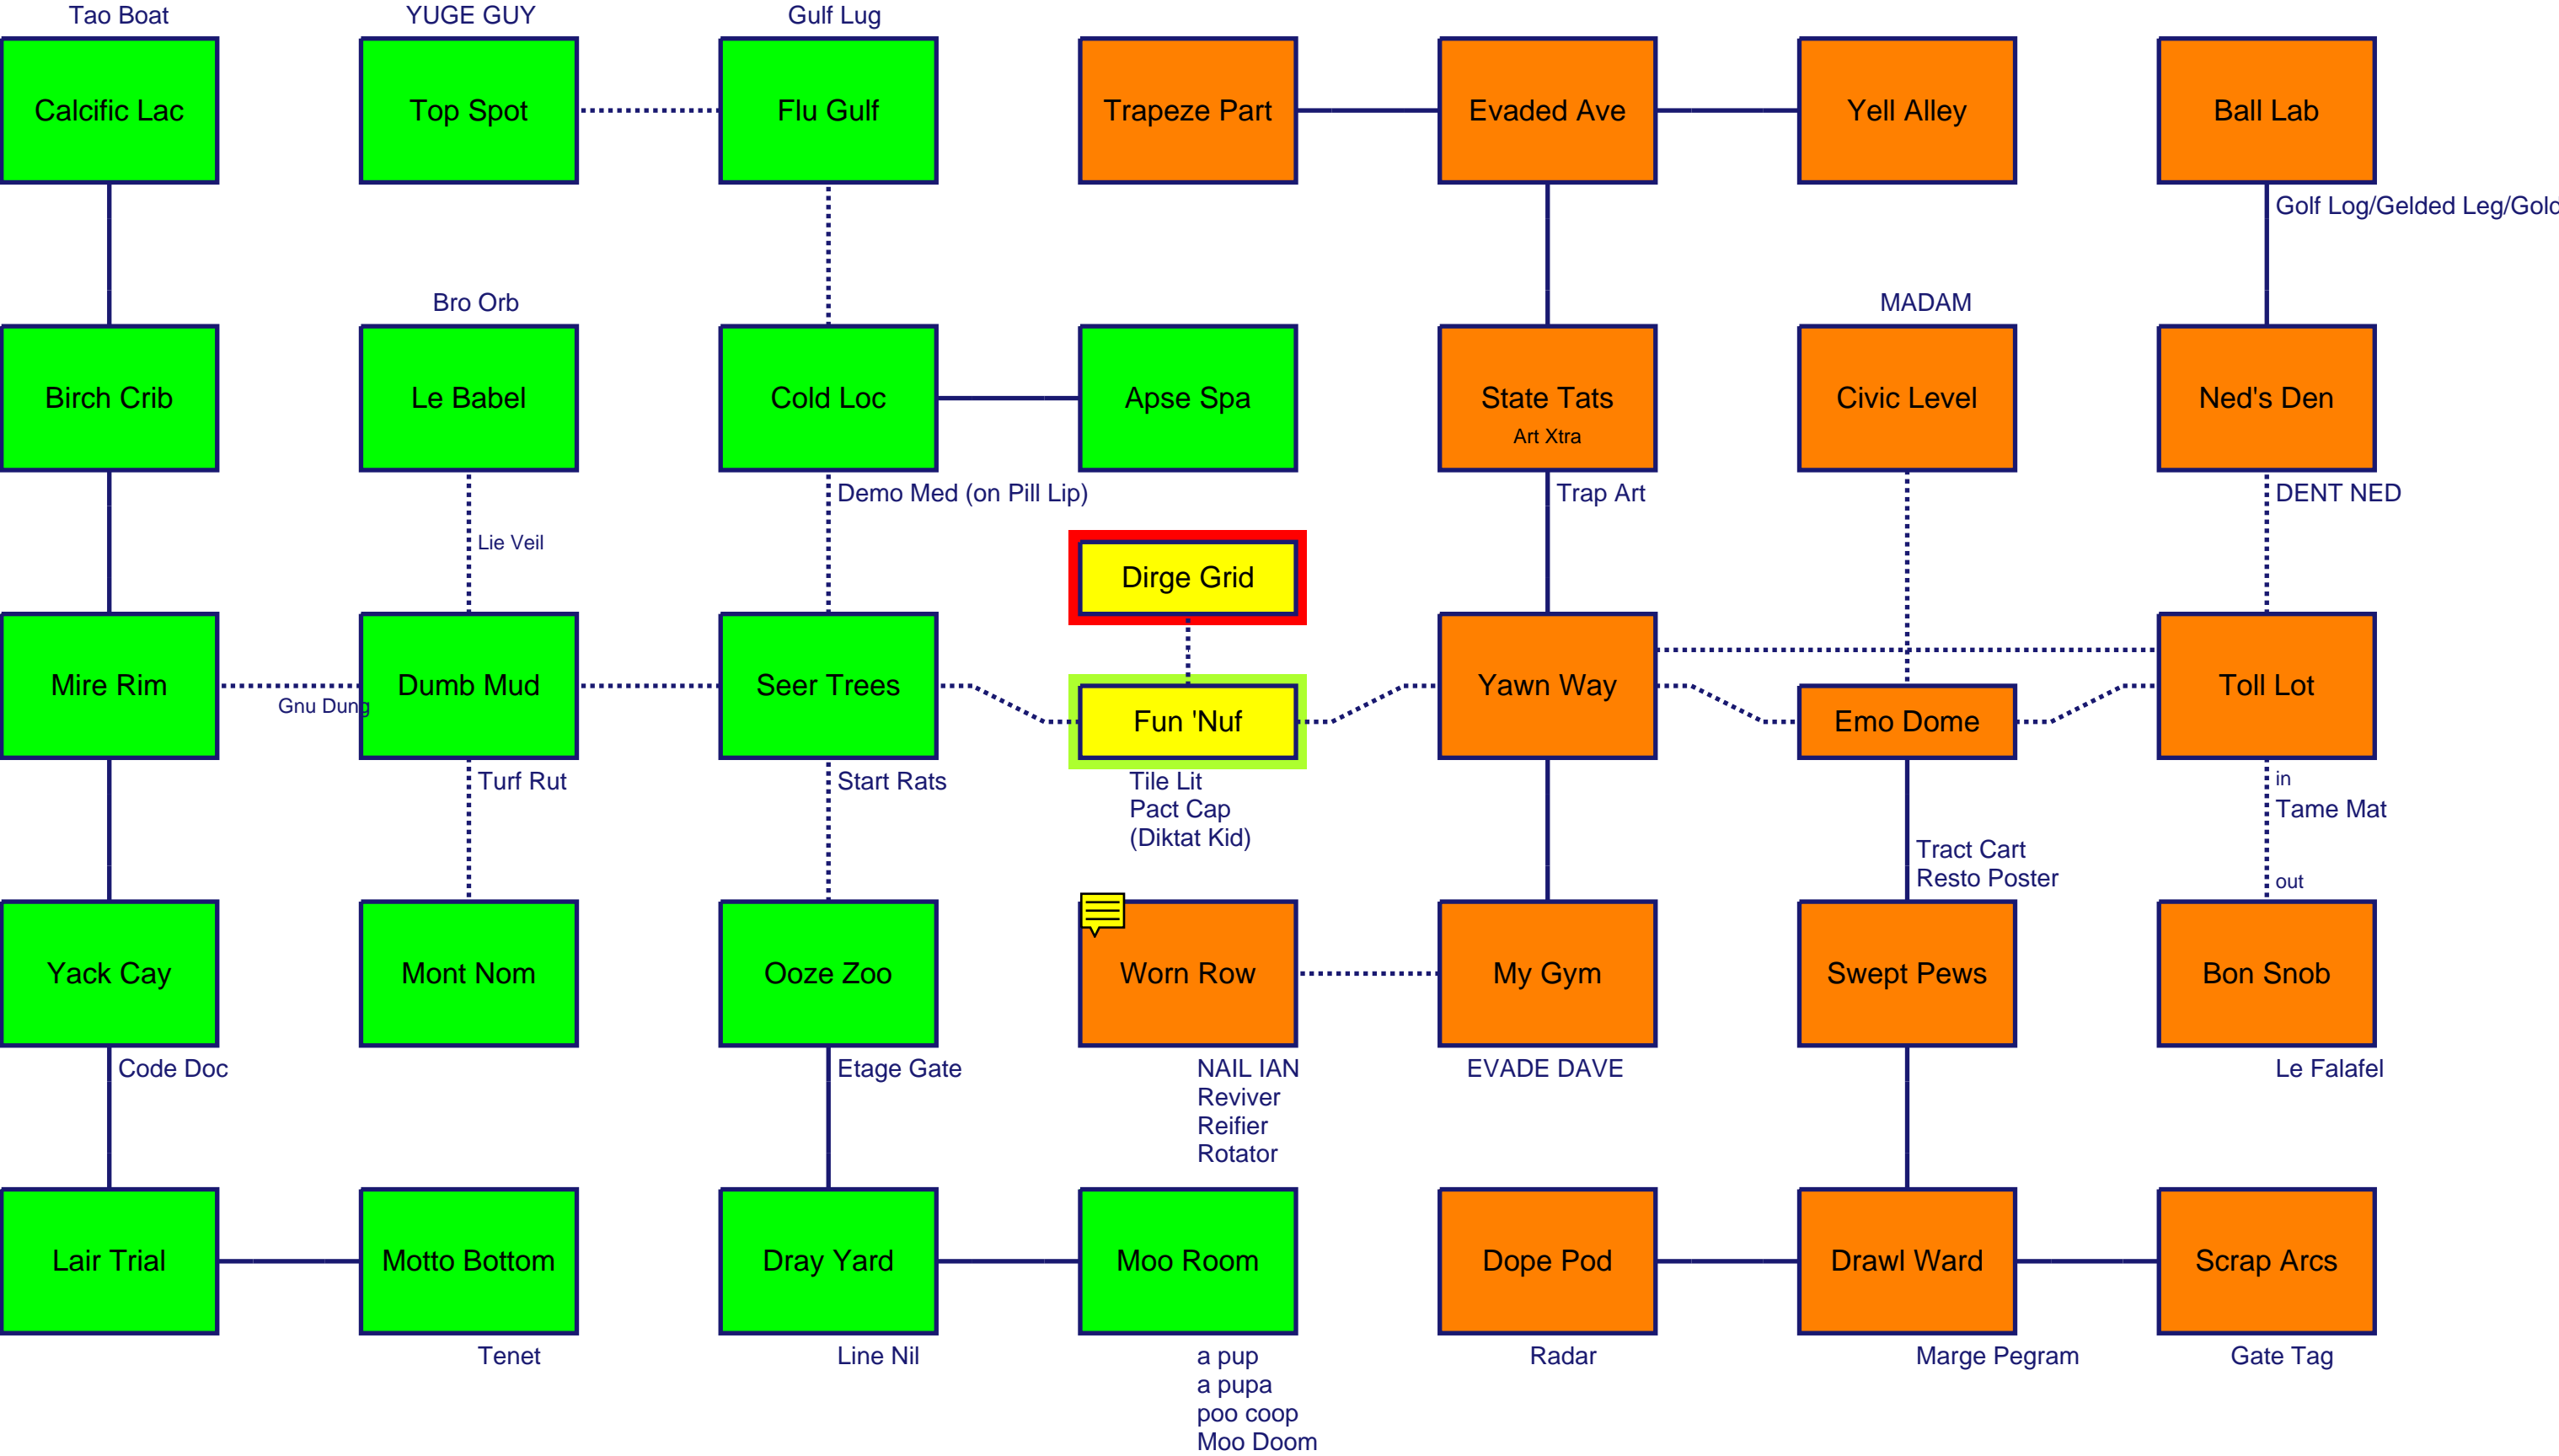 Tao Boat
YUGE GUY
Gulf Lug
Calcific Lac
Top Spot
Flu Gulf
Trapeze Part
Evaded Ave
Yell Alley
Ball Lab
Golf Log/Gelded Leg/Gold
Bro Orb
MADAM
Birch Crib
Le Babel
Cold Loc
Apse Spa
State Tats
Art Xtra
Civic Level
Ned's Den
Demo Med (on Pill Lip)
Trap Art
DENT NED
Lie Veil
Dirge Grid
Mire Rim
Gnu Dung
Dumb Mud
Seer Trees
Fun 'Nuf
Yawn Way
Emo Dome
Toll Lot
Turf Rut
Start Rats
Tile Lit
Pact Cap
(Diktat Kid)
in
Tame Mat
Tract Cart
Resto Poster
out
Yack Cay
Mont Nom
Ooze Zoo
Worn Row
My Gym
Swept Pews
Bon Snob
Code Doc
Etage Gate
NAIL IAN
Reviver
Reifier
Rotator
EVADE DAVE
Le Falafel
Lair Trial
Motto Bottom
Dray Yard
Moo Room
Dope Pod
Drawl Ward
Scrap Arcs
Tenet
Line Nil
a pup
a pupa
poo coop
Moo Doom
Radar
Marge Pegram
Gate Tag